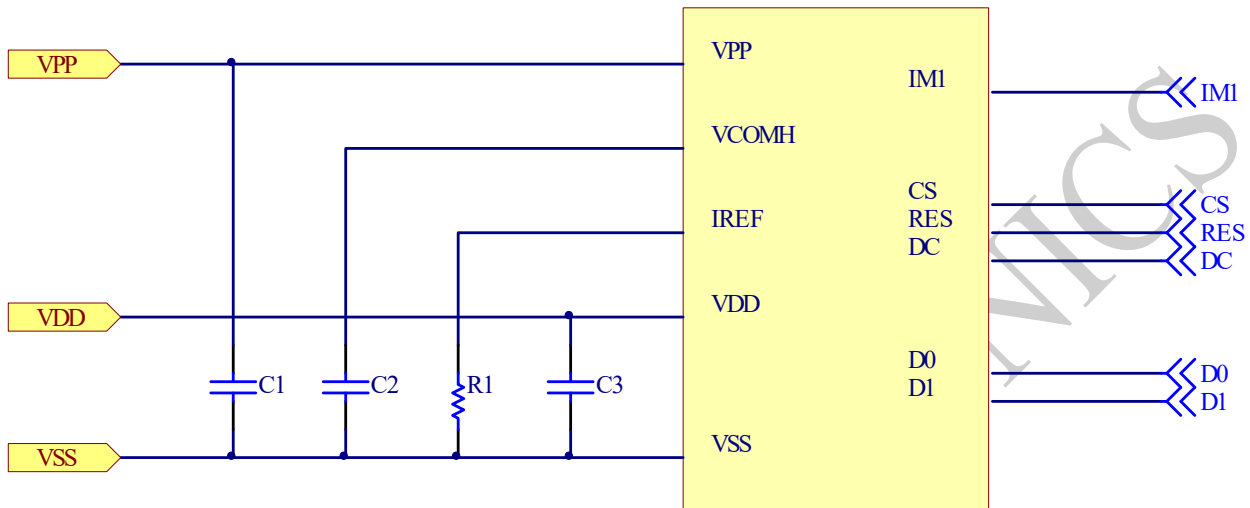 VPP
VDD
VSS
C1
C2
R1
C3
VPP
VCOMH
IREF
VDD
VSS
IM1
CS
RES
DC
D0
D1
IM1
CS
RES
DC
D0
D1
NICS